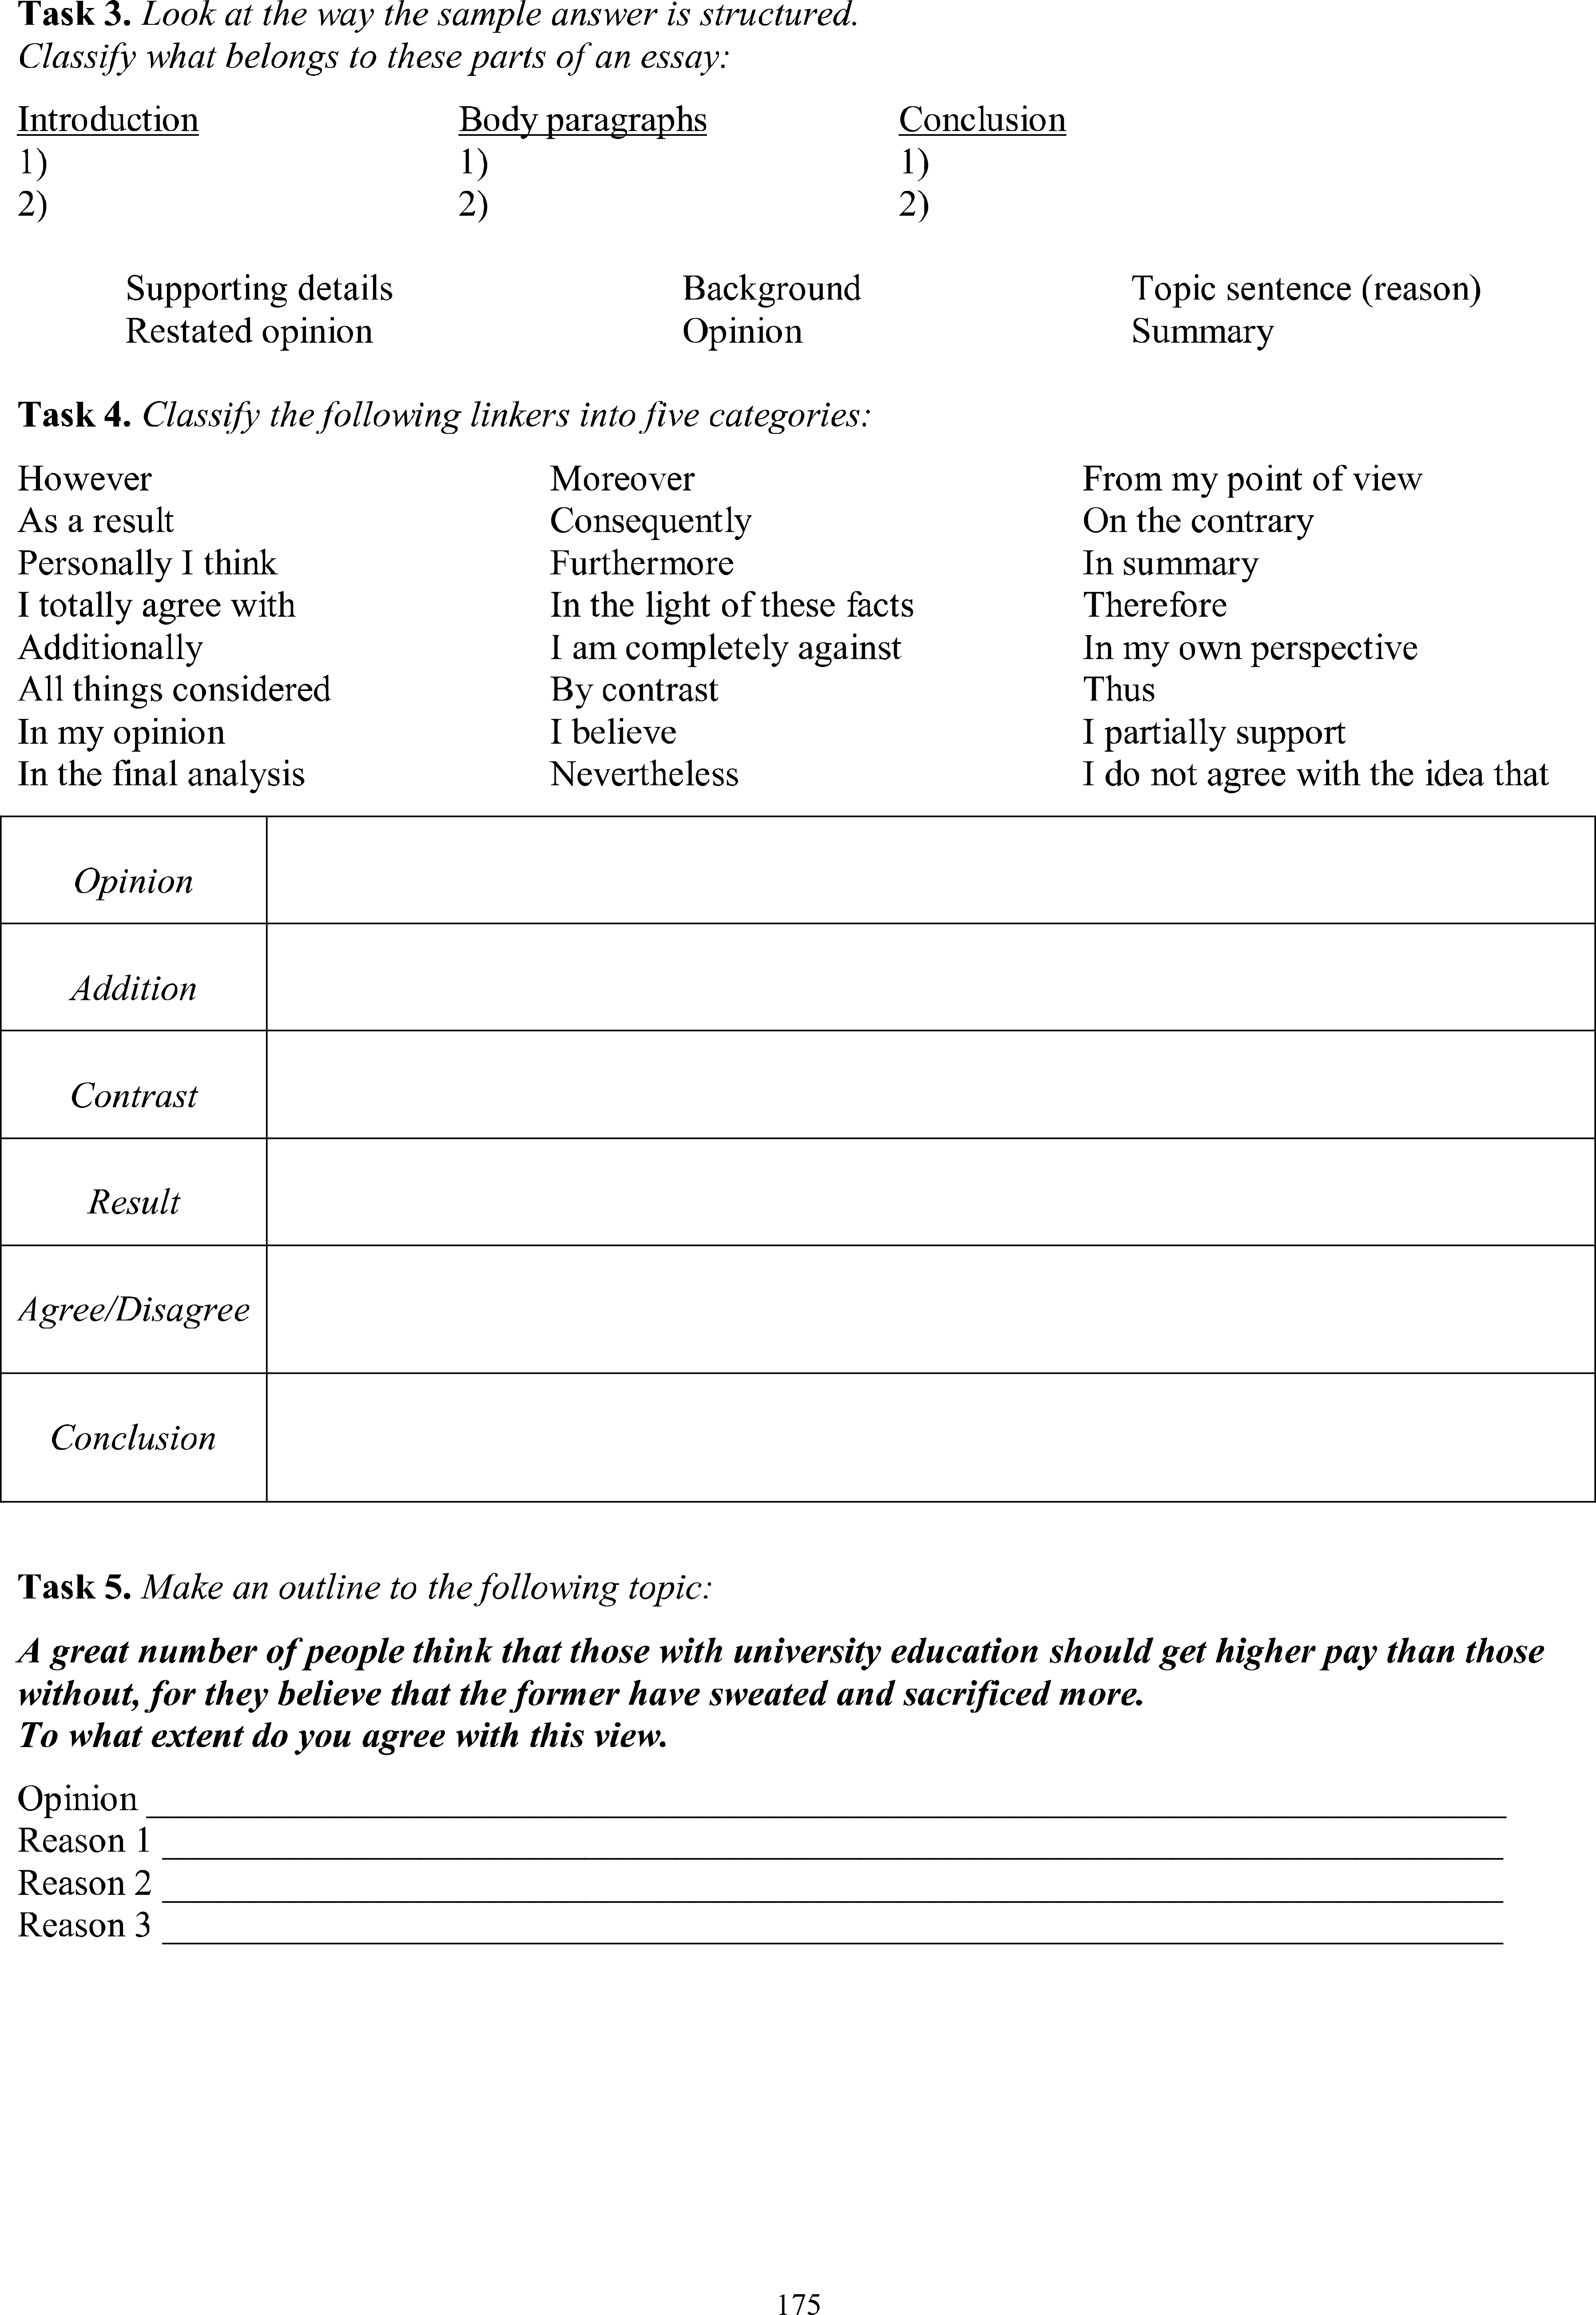 Task 3. Look at the way the sample answer is structured.
Classify what belongs to these parts of an essay:
Introduction Body paragraphs Conclusion
1) 1) 1)
2) 2) 2)
Supporting details Background Topic sentence (reason)
Restated opinion Opinion Summary
Task 4. Classify the following linkers into five categories:
However Moreover From my point of view
As a result Consequently On the contrary
Personally I think Furthermore In summary
I totally agree with In the light of these facts Therefore
Additionally I am completely against In my own perspective
All things considered By contrast Thus
In my opinion I believe I partially support
In the final analysis Nevertheless I do not agree with the idea that
Opinion
Addition
Contrast
Result
Agree/Disagree
Conclusion
Task 5. Make an outline to the following topic:
A great number of people think that those with university education should get higher pay than those
without, for they believe that the former have sweated and sacrificed more.
To what extent do you agree with this view.
Opinion
Reason 1
Reason 2
Reason 3
175